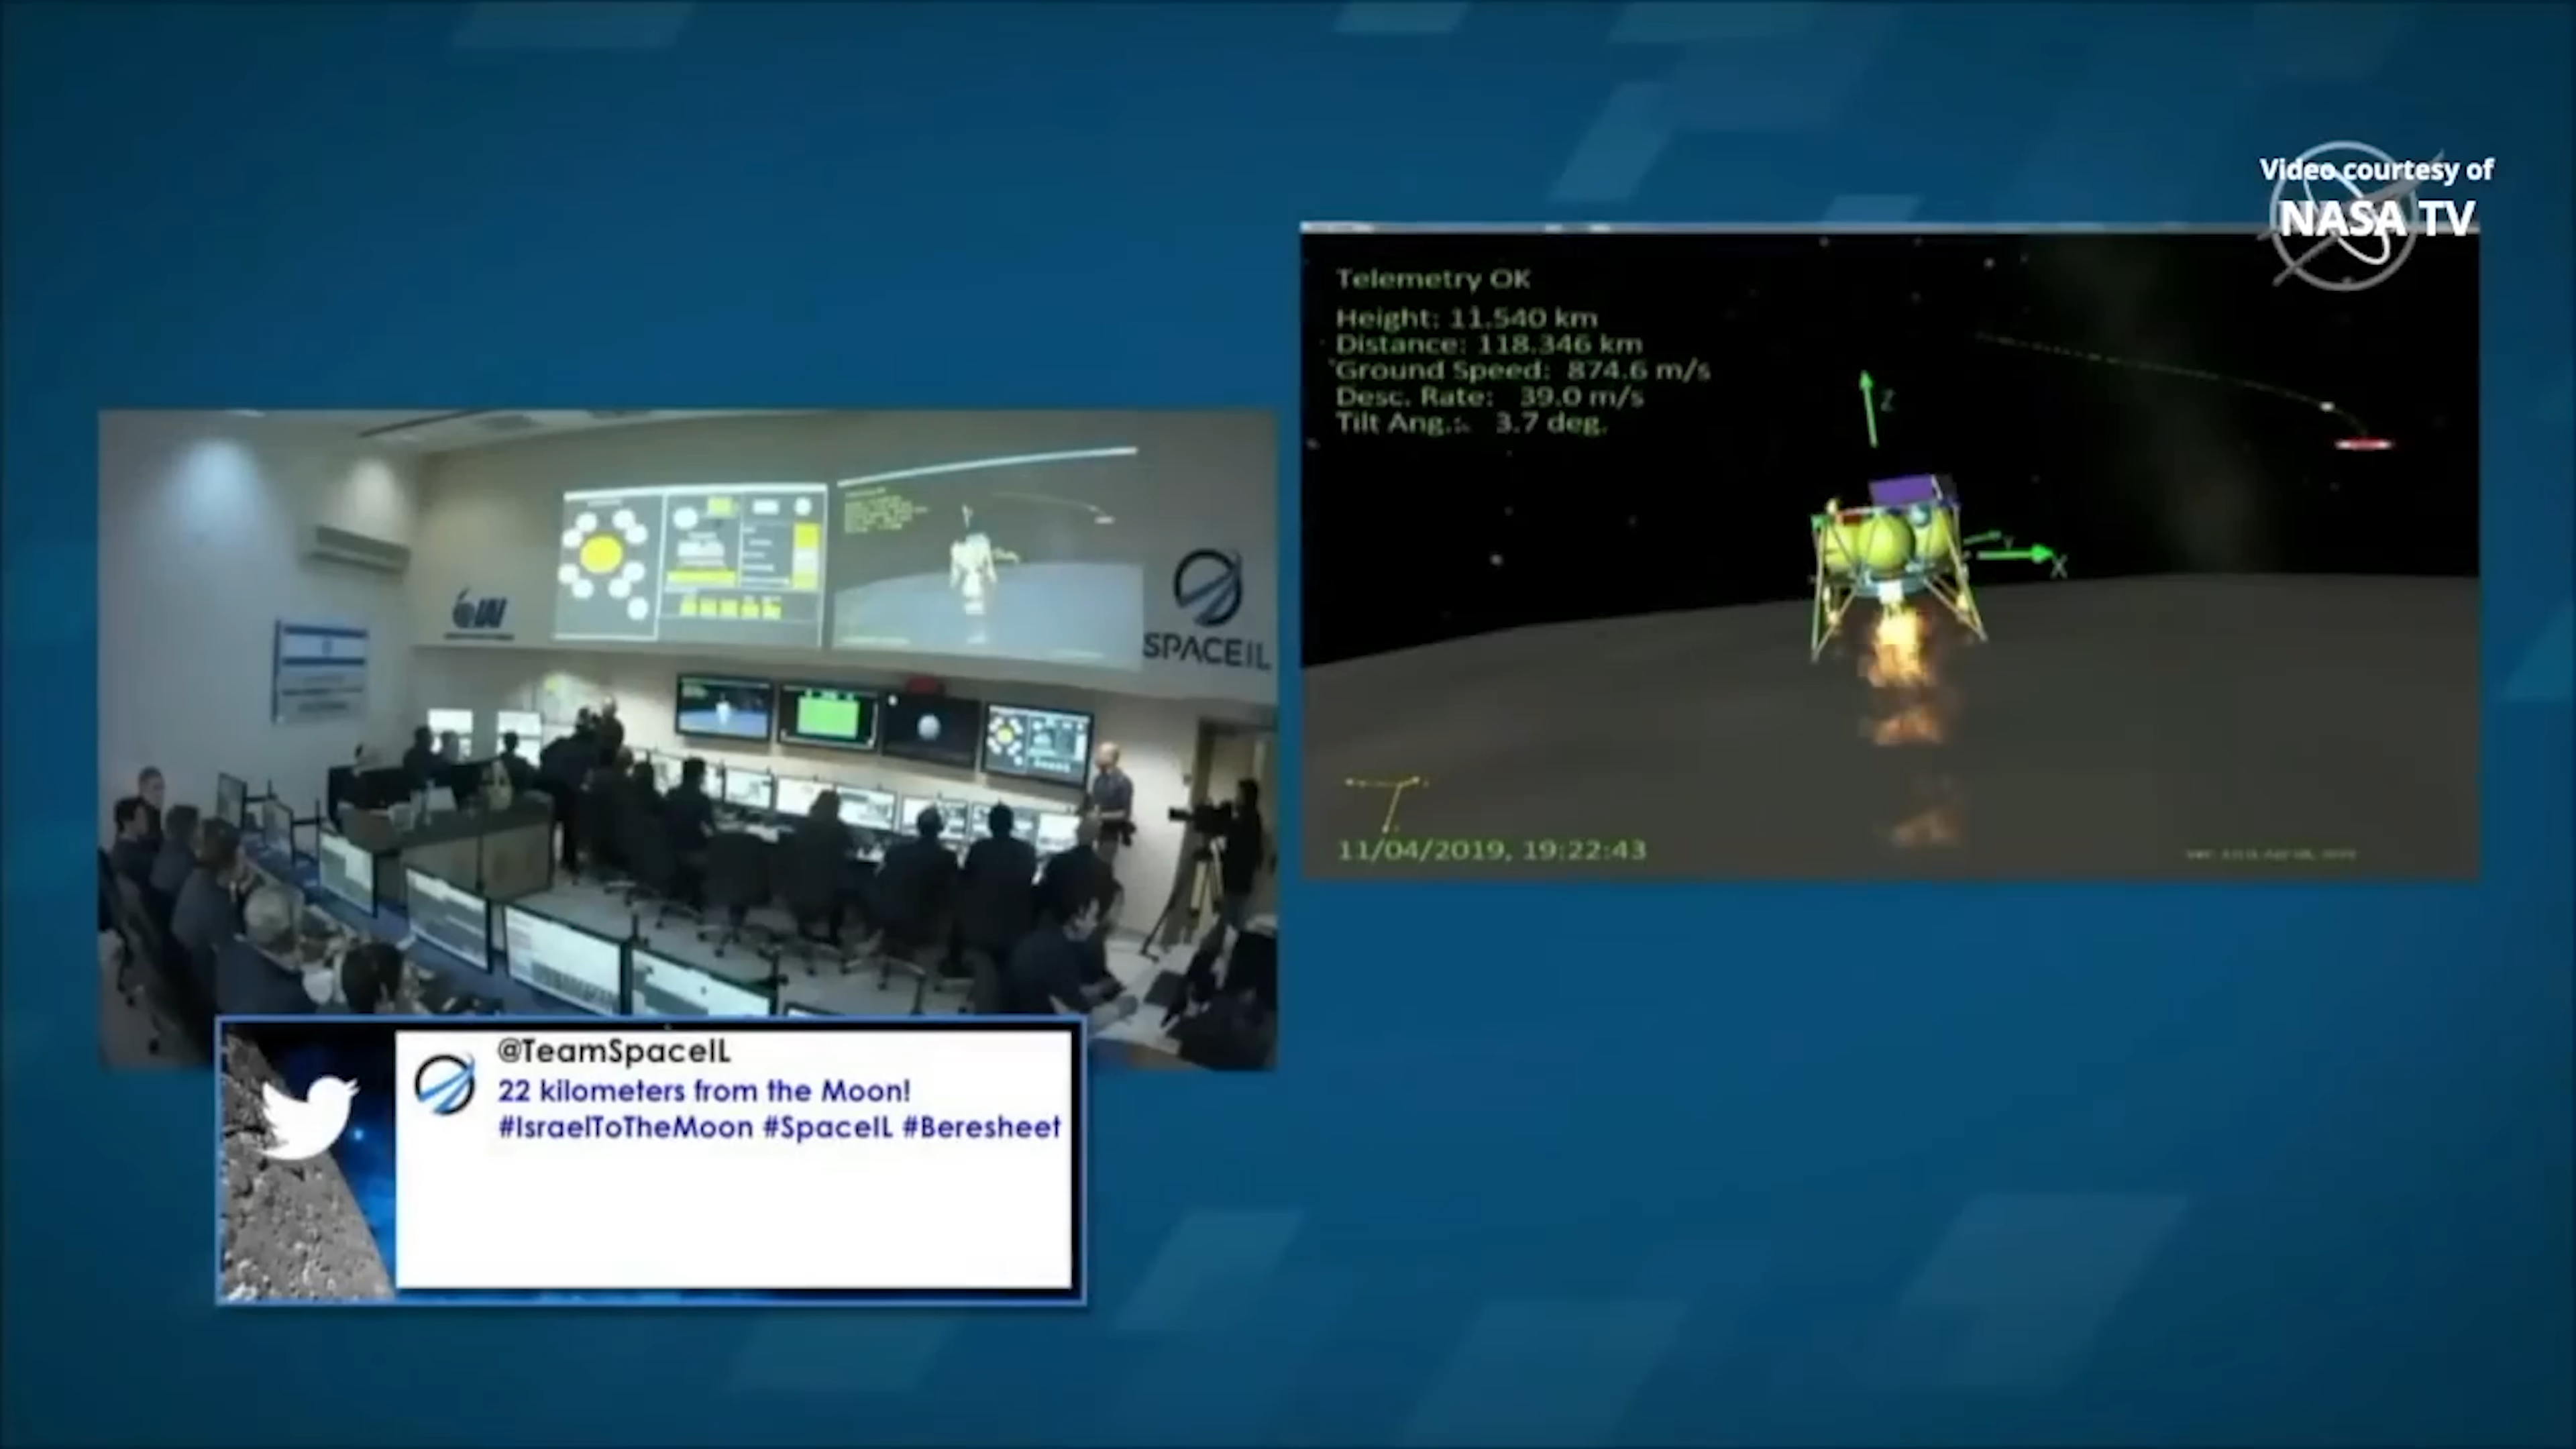 Video courtesy of
NASA TV
Telemetry OK
Height: 11.540 km
Distance: 118.346 km
Ground Speed: 874.6 m/s
Desc. Rate: 39.0 m/s
Tilt Ang.: 3.7 deg.
Z
Y
X
11/04/2019, 19:22:43
IAI
SPACEIL
@TeamSpaceIL
22 kilometers from the Moon!
#IsraelToTheMoon #SpaceIL #Beresheet